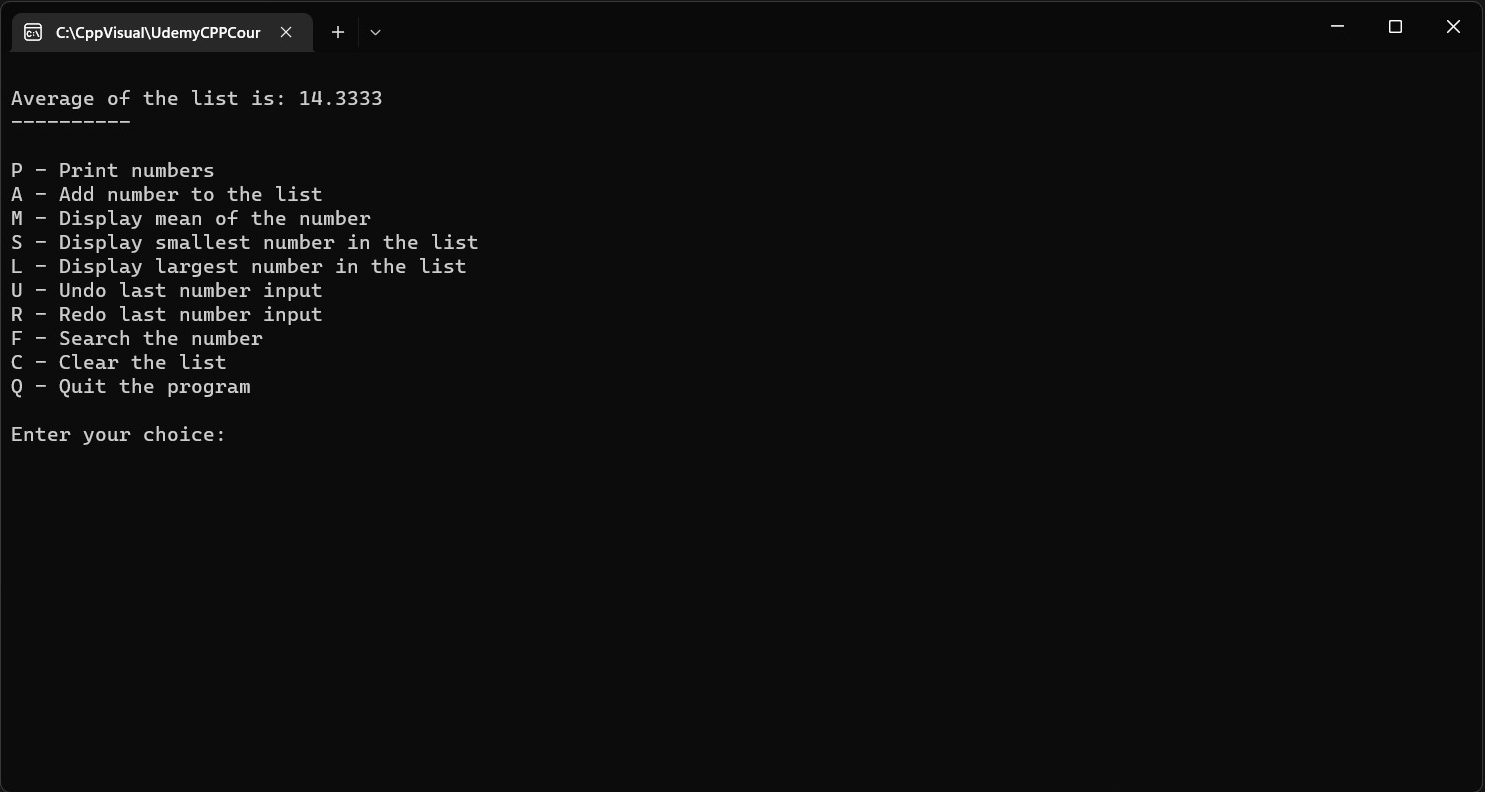 C:\CppVisual\UdemyCPPCour
Average of the list is: 14.3333
----------
P - Print numbers
A - Add number to the list
M - Display mean of the number
S - Display smallest number in the list
L - Display largest number in the list
U - Undo last number input
R - Redo last number input
F - Search the number
C - Clear the list
Q - Quit the program
Enter your choice: